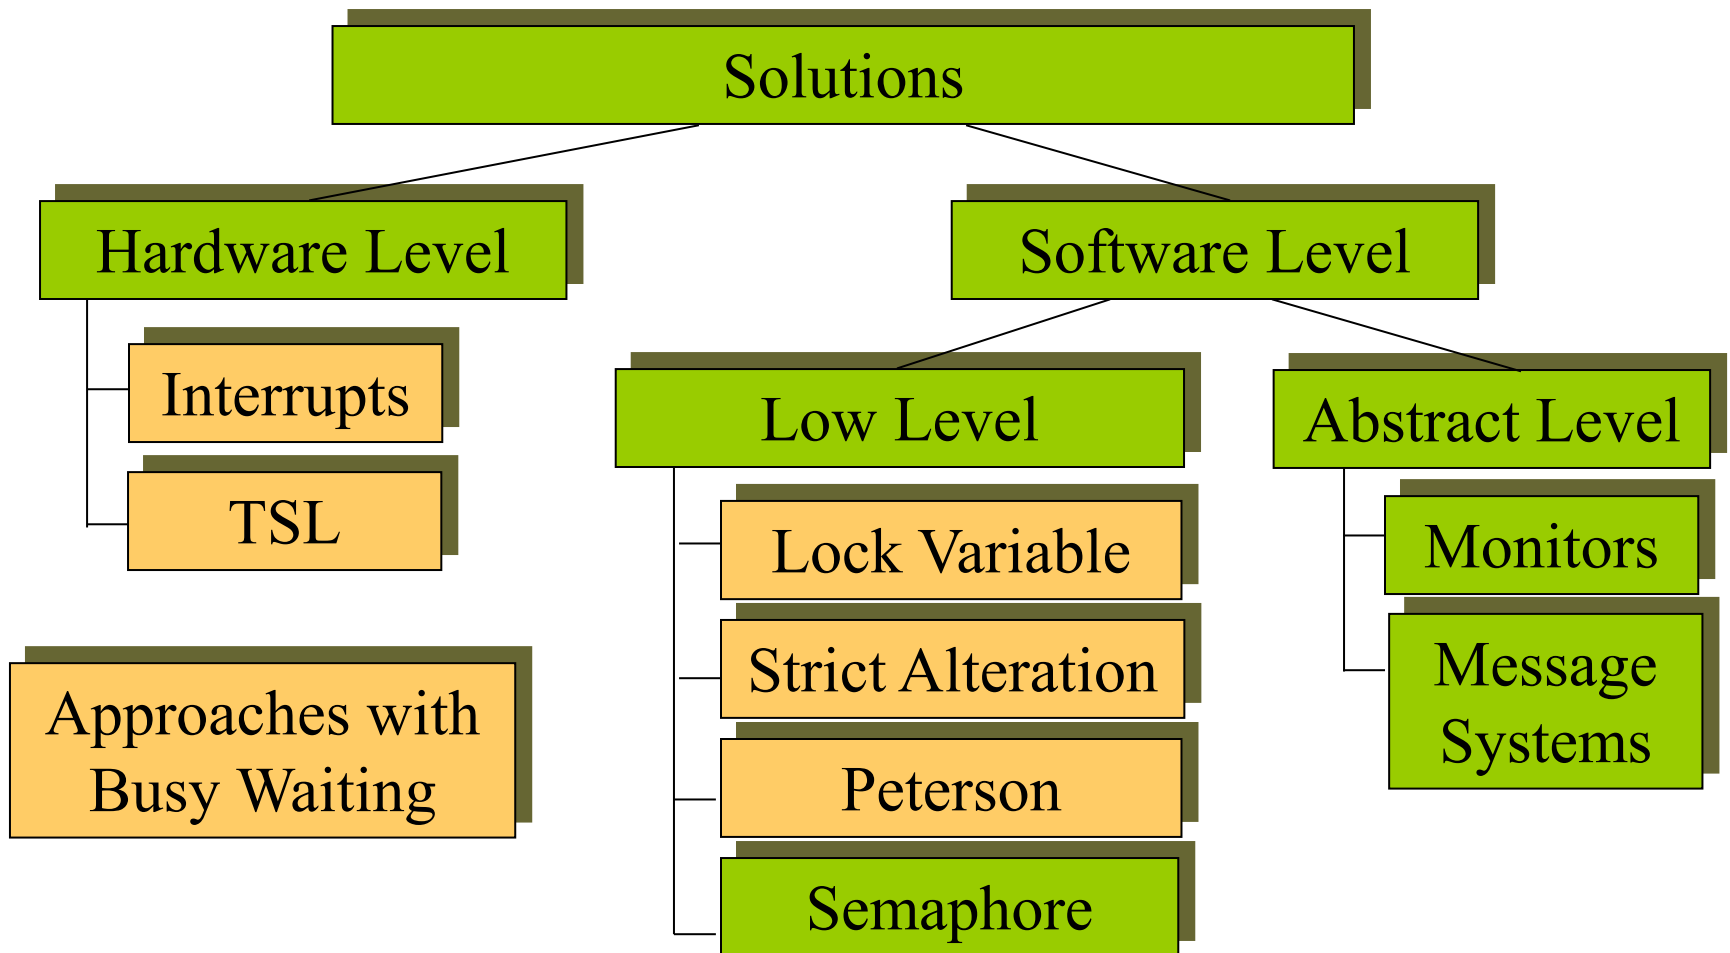 Solutions
Hardware Level
Software Level
Interrupts
TSL
Low Level
Abstract Level
Lock Variable
Strict Alteration
Peterson
Semaphore
Monitors
Message
Systems
Approaches with
Busy Waiting